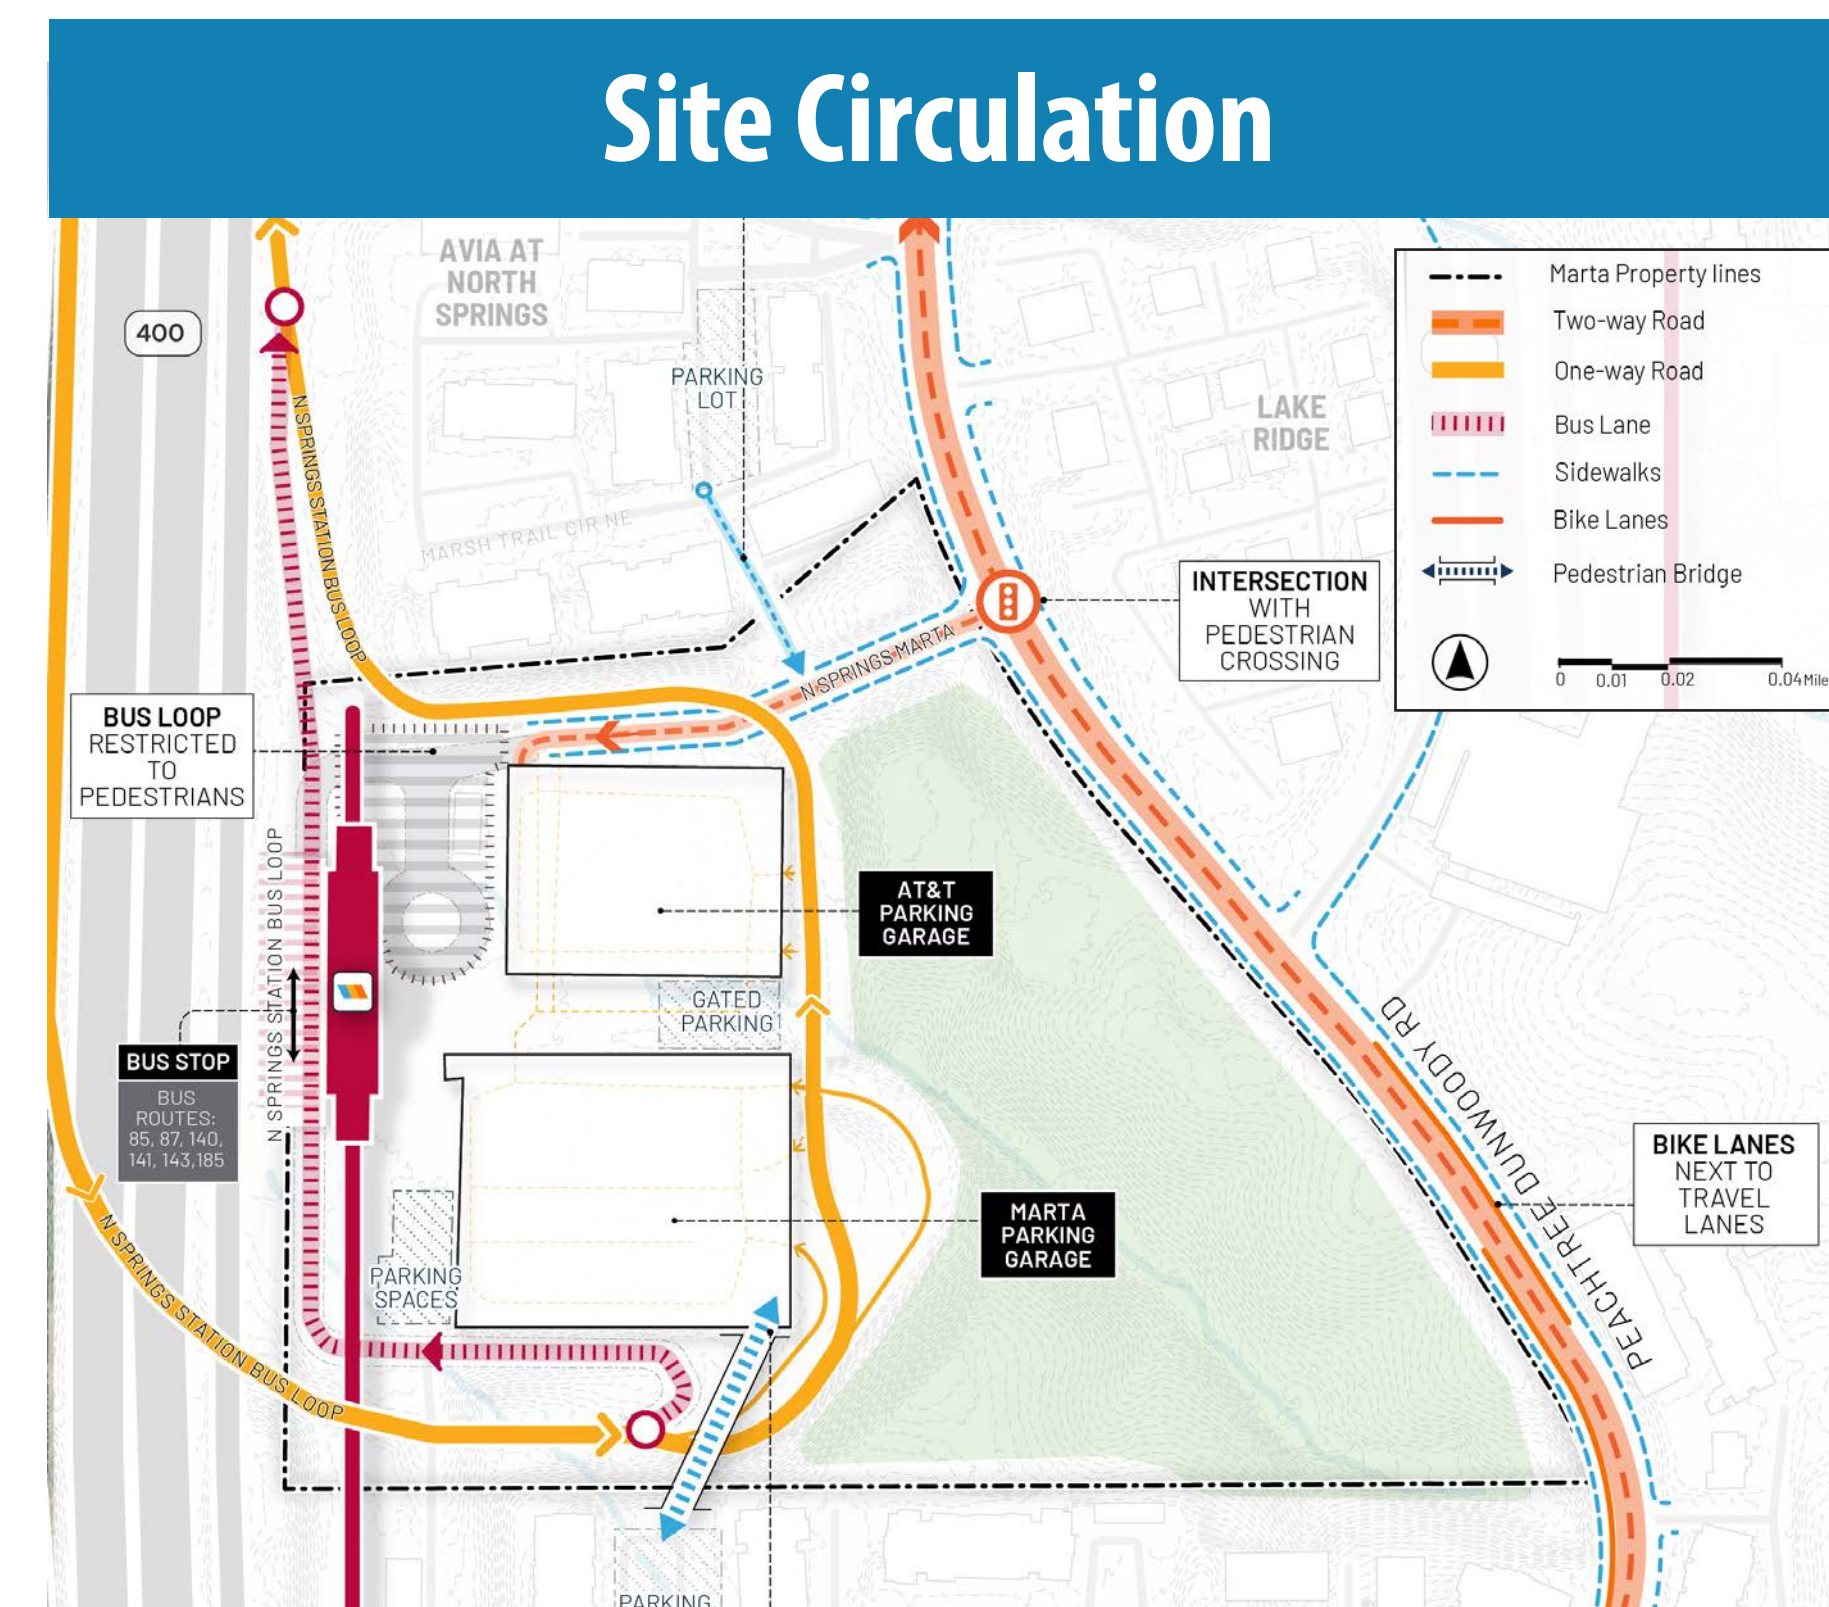 Site Circulation
AVIA AT
NORTH
SPRINGS
400
PARKING
LOT
LAKE
RIDGE
Marta Property lines
Two-way Road
One-way Road
Bus Lane
Sidewalks
Bike Lanes
Pedestrian Bridge
0 0.01 0.02 0.04 Mile
N SPRINGS STATION BUS LOOP
MARSH TRAIL CIR NE
INTERSECTION
WITH
PEDESTRIAN
CROSSING
N SPRINGS MARTA
BUS LOOP
RESTRICTED
TO
PEDESTRIANS
N SPRINGS STATION BUS LOOP
AT&T
PARKING
GARAGE
GATED
PARKING
BUS STOP
BUS
ROUTES:
85, 87, 140,
141, 143,185
PEACHTREE DUNWOODY RD
BIKE LANES
NEXT TO
TRAVEL
LANES
MARTA
PARKING
GARAGE
PARKING
SPACES
N SPRINGS STATION BUS LOOP
PARKING